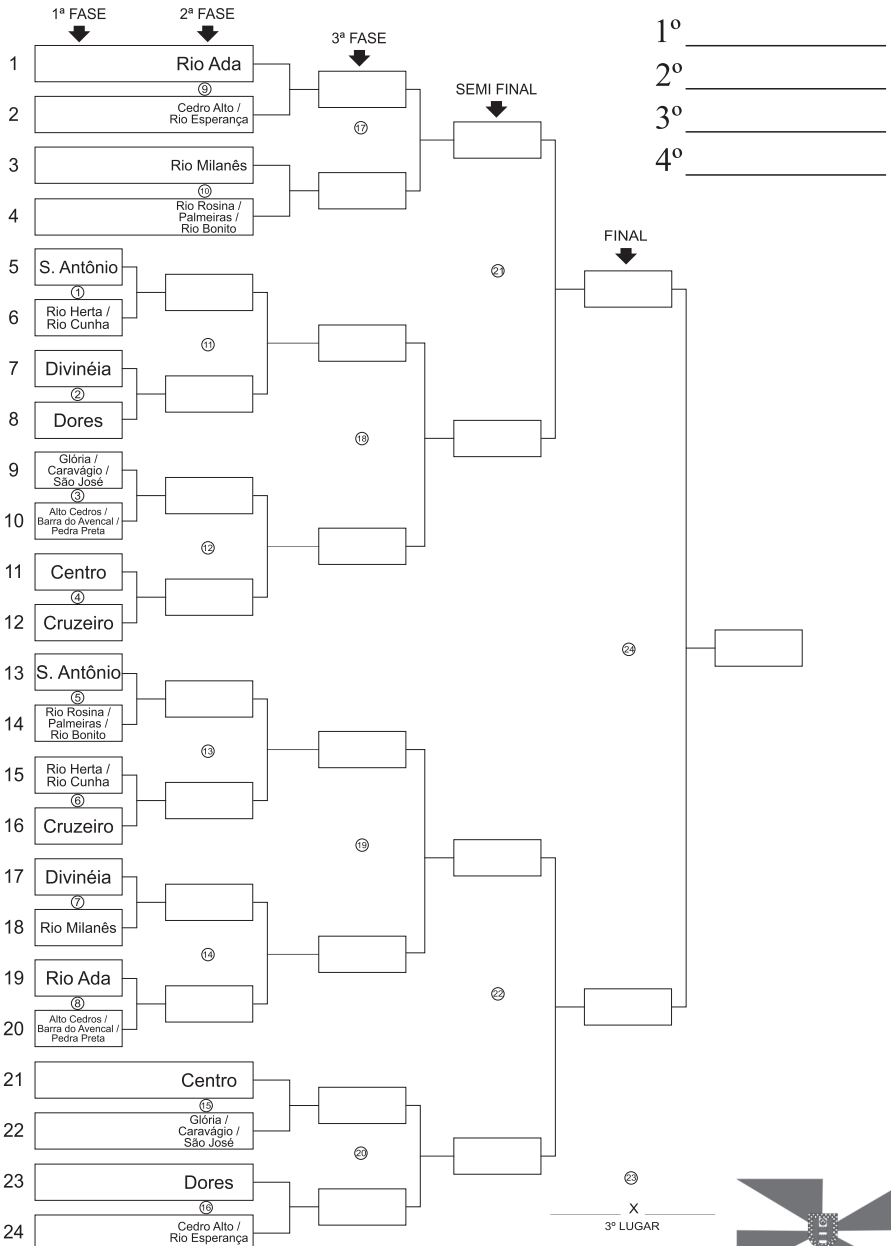 1ª FASE
2ª FASE
3ª FASE
SEMI FINAL
FINAL
1º
2º
3º
4º
1
Rio Ada
9
2
Cedro Alto /
Rio Esperança
17
3
Rio Milanês
10
4
Rio Rosina /
Palmeiras /
Rio Bonito
5
S. Antônio
1
6
Rio Herta /
Rio Cunha
21
11
7
Divinéia
2
8
Dores
18
9
Glória /
Caravágio /
São José
3
10
Alto Cedros /
Barra do Avencal /
Pedra Preta
12
11
Centro
4
12
Cruzeiro
24
13
S. Antônio
5
14
Rio Rosina /
Palmeiras /
Rio Bonito
13
15
Rio Herta /
Rio Cunha
6
16
Cruzeiro
19
17
Divinéia
7
18
Rio Milanês
14
19
Rio Ada
8
20
Alto Cedros /
Barra do Avencal /
Pedra Preta
22
21
Centro
15
22
Glória /
Caravágio /
São José
20
23
Dores
16
24
Cedro Alto /
Rio Esperança
23
X
3º LUGAR